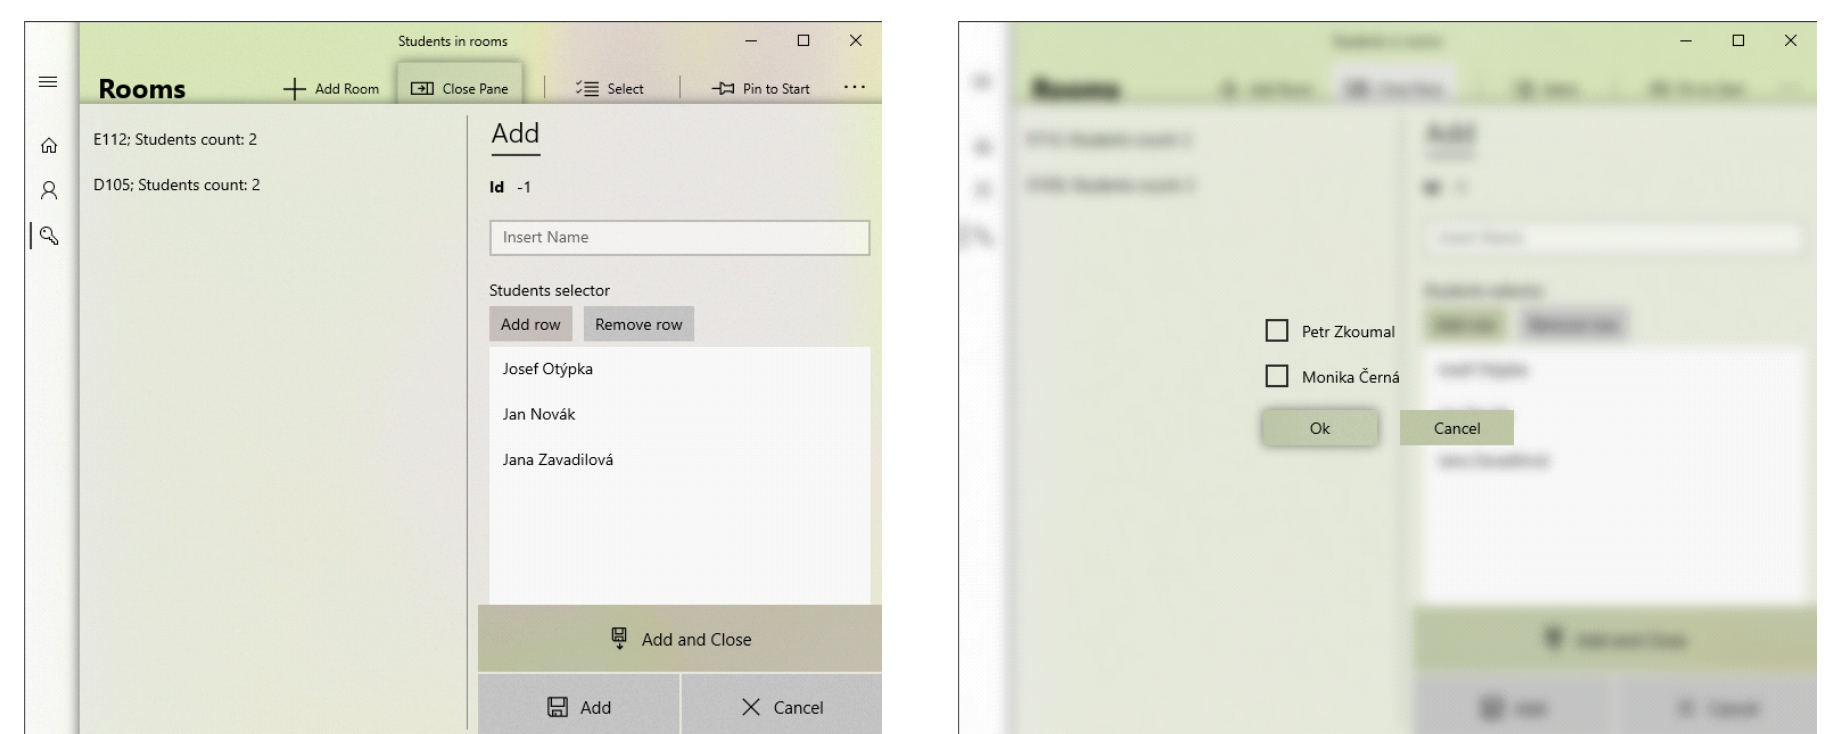 Students in rooms
Rooms
Add Room
Close Pane
Select
Pin to Start
E112; Students count: 2
D105; Students count: 2
Add
Id -1
Insert Name
Students selector
Add row
Remove row
Josef Otýpka
Jan Novák
Jana Zavadilová
Add and Close
Add
Cancel
Petr Zkoumal
Monika Černá
Ok
Cancel